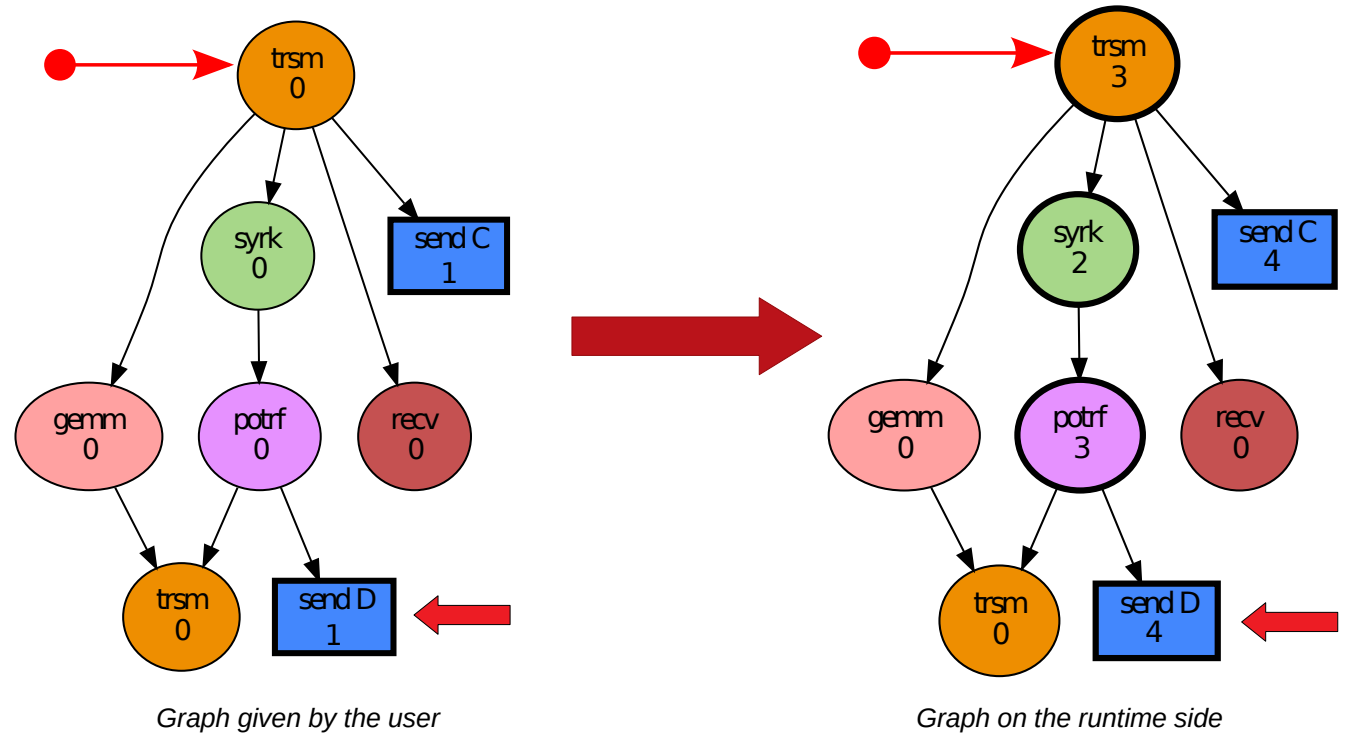 trsm
0
syrk
0
send C
1
gemm
0
potrf
0
recv
0
trsm
0
send D
1
Graph given by the user
trsm
3
syrk
2
send C
4
gemm
0
potrf
3
recv
0
trsm
0
send D
4
Graph on the runtime side